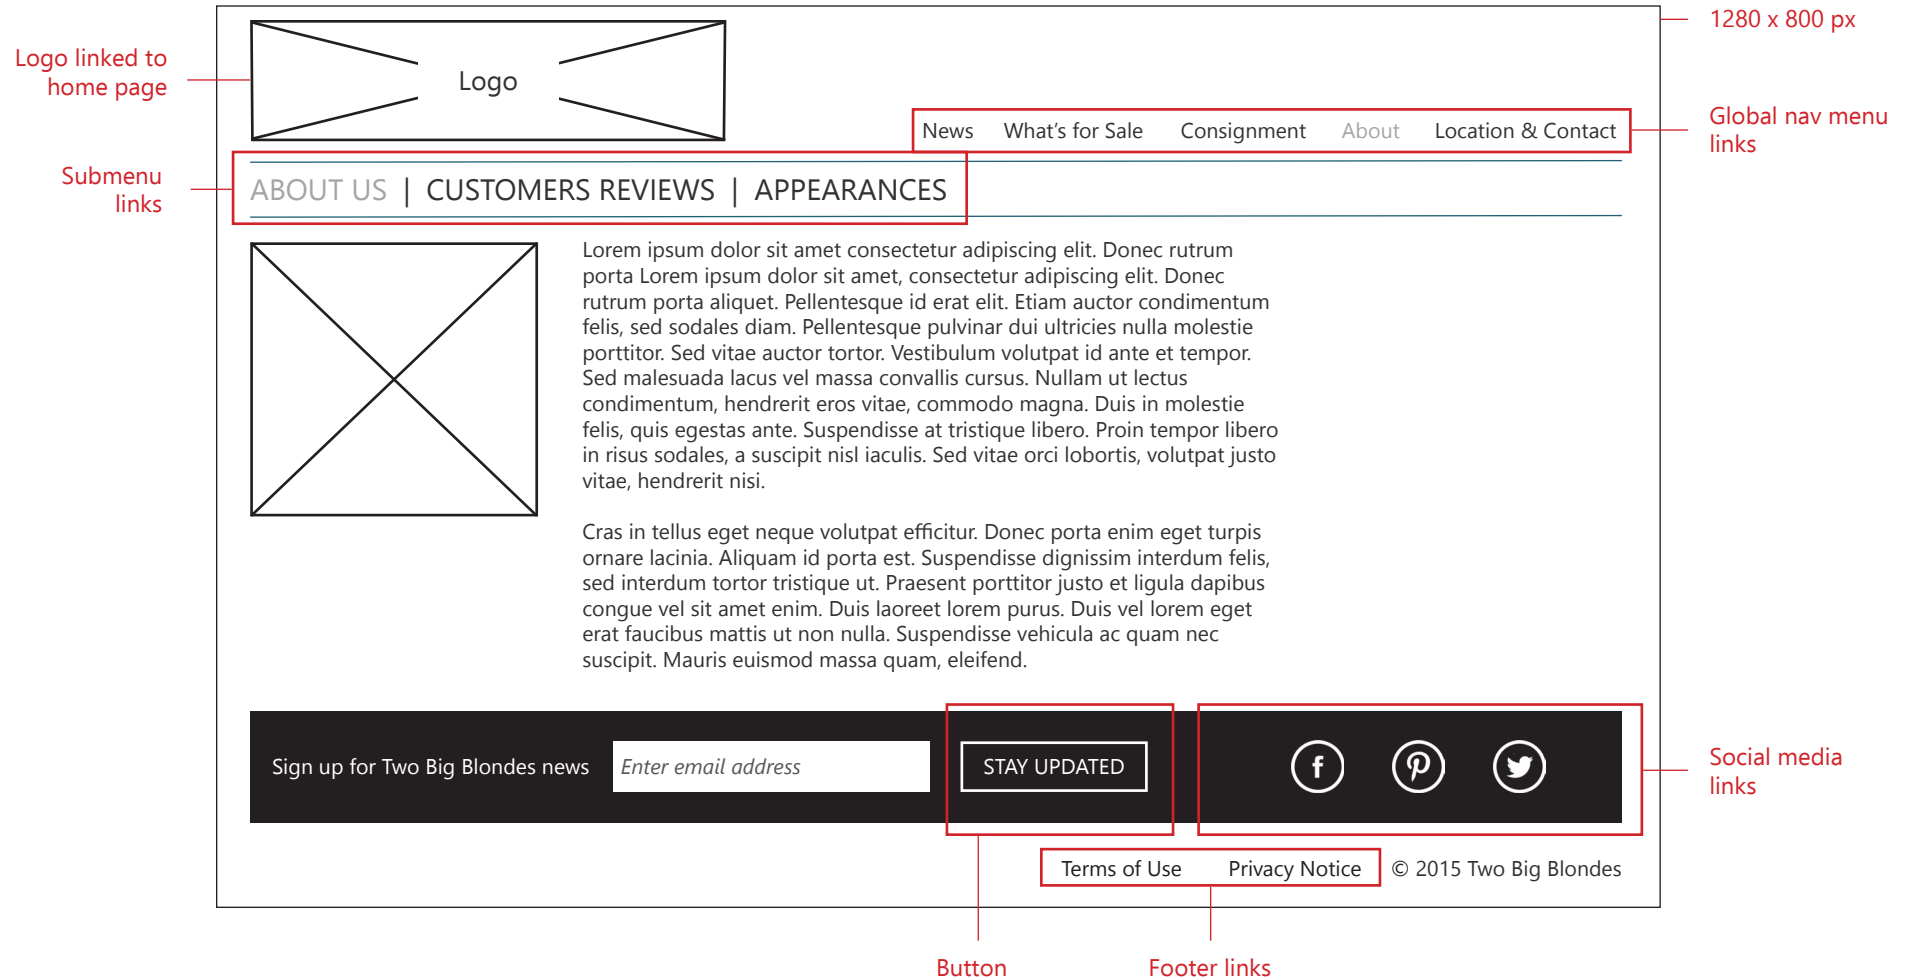 1280 x 800 px
Logo linked to
home page
Logo
Global nav menu
links
News What's for Sale Consignment About Location & Contact
Submenu
links
ABOUT US | CUSTOMERS REVIEWS | APPEARANCES
Lorem ipsum dolor sit amet consectetur adipiscing elit. Donec rutrum
porta Lorem ipsum dolor sit amet, consectetur adipiscing elit. Donec
rutrum porta aliquet. Pellentesque id erat elit. Etiam auctor condimentum
felis, sed sodales diam. Pellentesque pulvinar dui ultricies nulla molestie
porttitor. Sed vitae auctor tortor. Vestibulum volutpat id ante et tempor.
Sed malesuada lacus vel massa convallis cursus. Nullam ut lectus
condimentum, hendrerit eros vitae, commodo magna. Duis in molestie
felis, quis egestas ante. Suspendisse at tristique libero. Proin tempor libero
in risus sodales, a suscipit nisl iaculis. Sed vitae orci lobortis, volutpat justo
vitae, hendrerit nisi.
Cras in tellus eget neque volutpat efficitur. Donec porta enim eget turpis
ornare lacinia. Aliquam id porta est. Suspendisse dignissim interdum felis,
sed interdum tortor tristique ut. Praesent porttitor justo et ligula dapibus
congue vel sit amet enim. Duis laoreet lorem purus. Duis vel lorem eget
erat faucibus mattis ut non nulla. Suspendisse vehicula ac quam nec
suscipit. Mauris euismod massa quam, eleifend.
Sign up for Two Big Blondes news Enter email address STAY UPDATED
Social media
links
Terms of Use Privacy Notice © 2015 Two Big Blondes
Button
Footer links